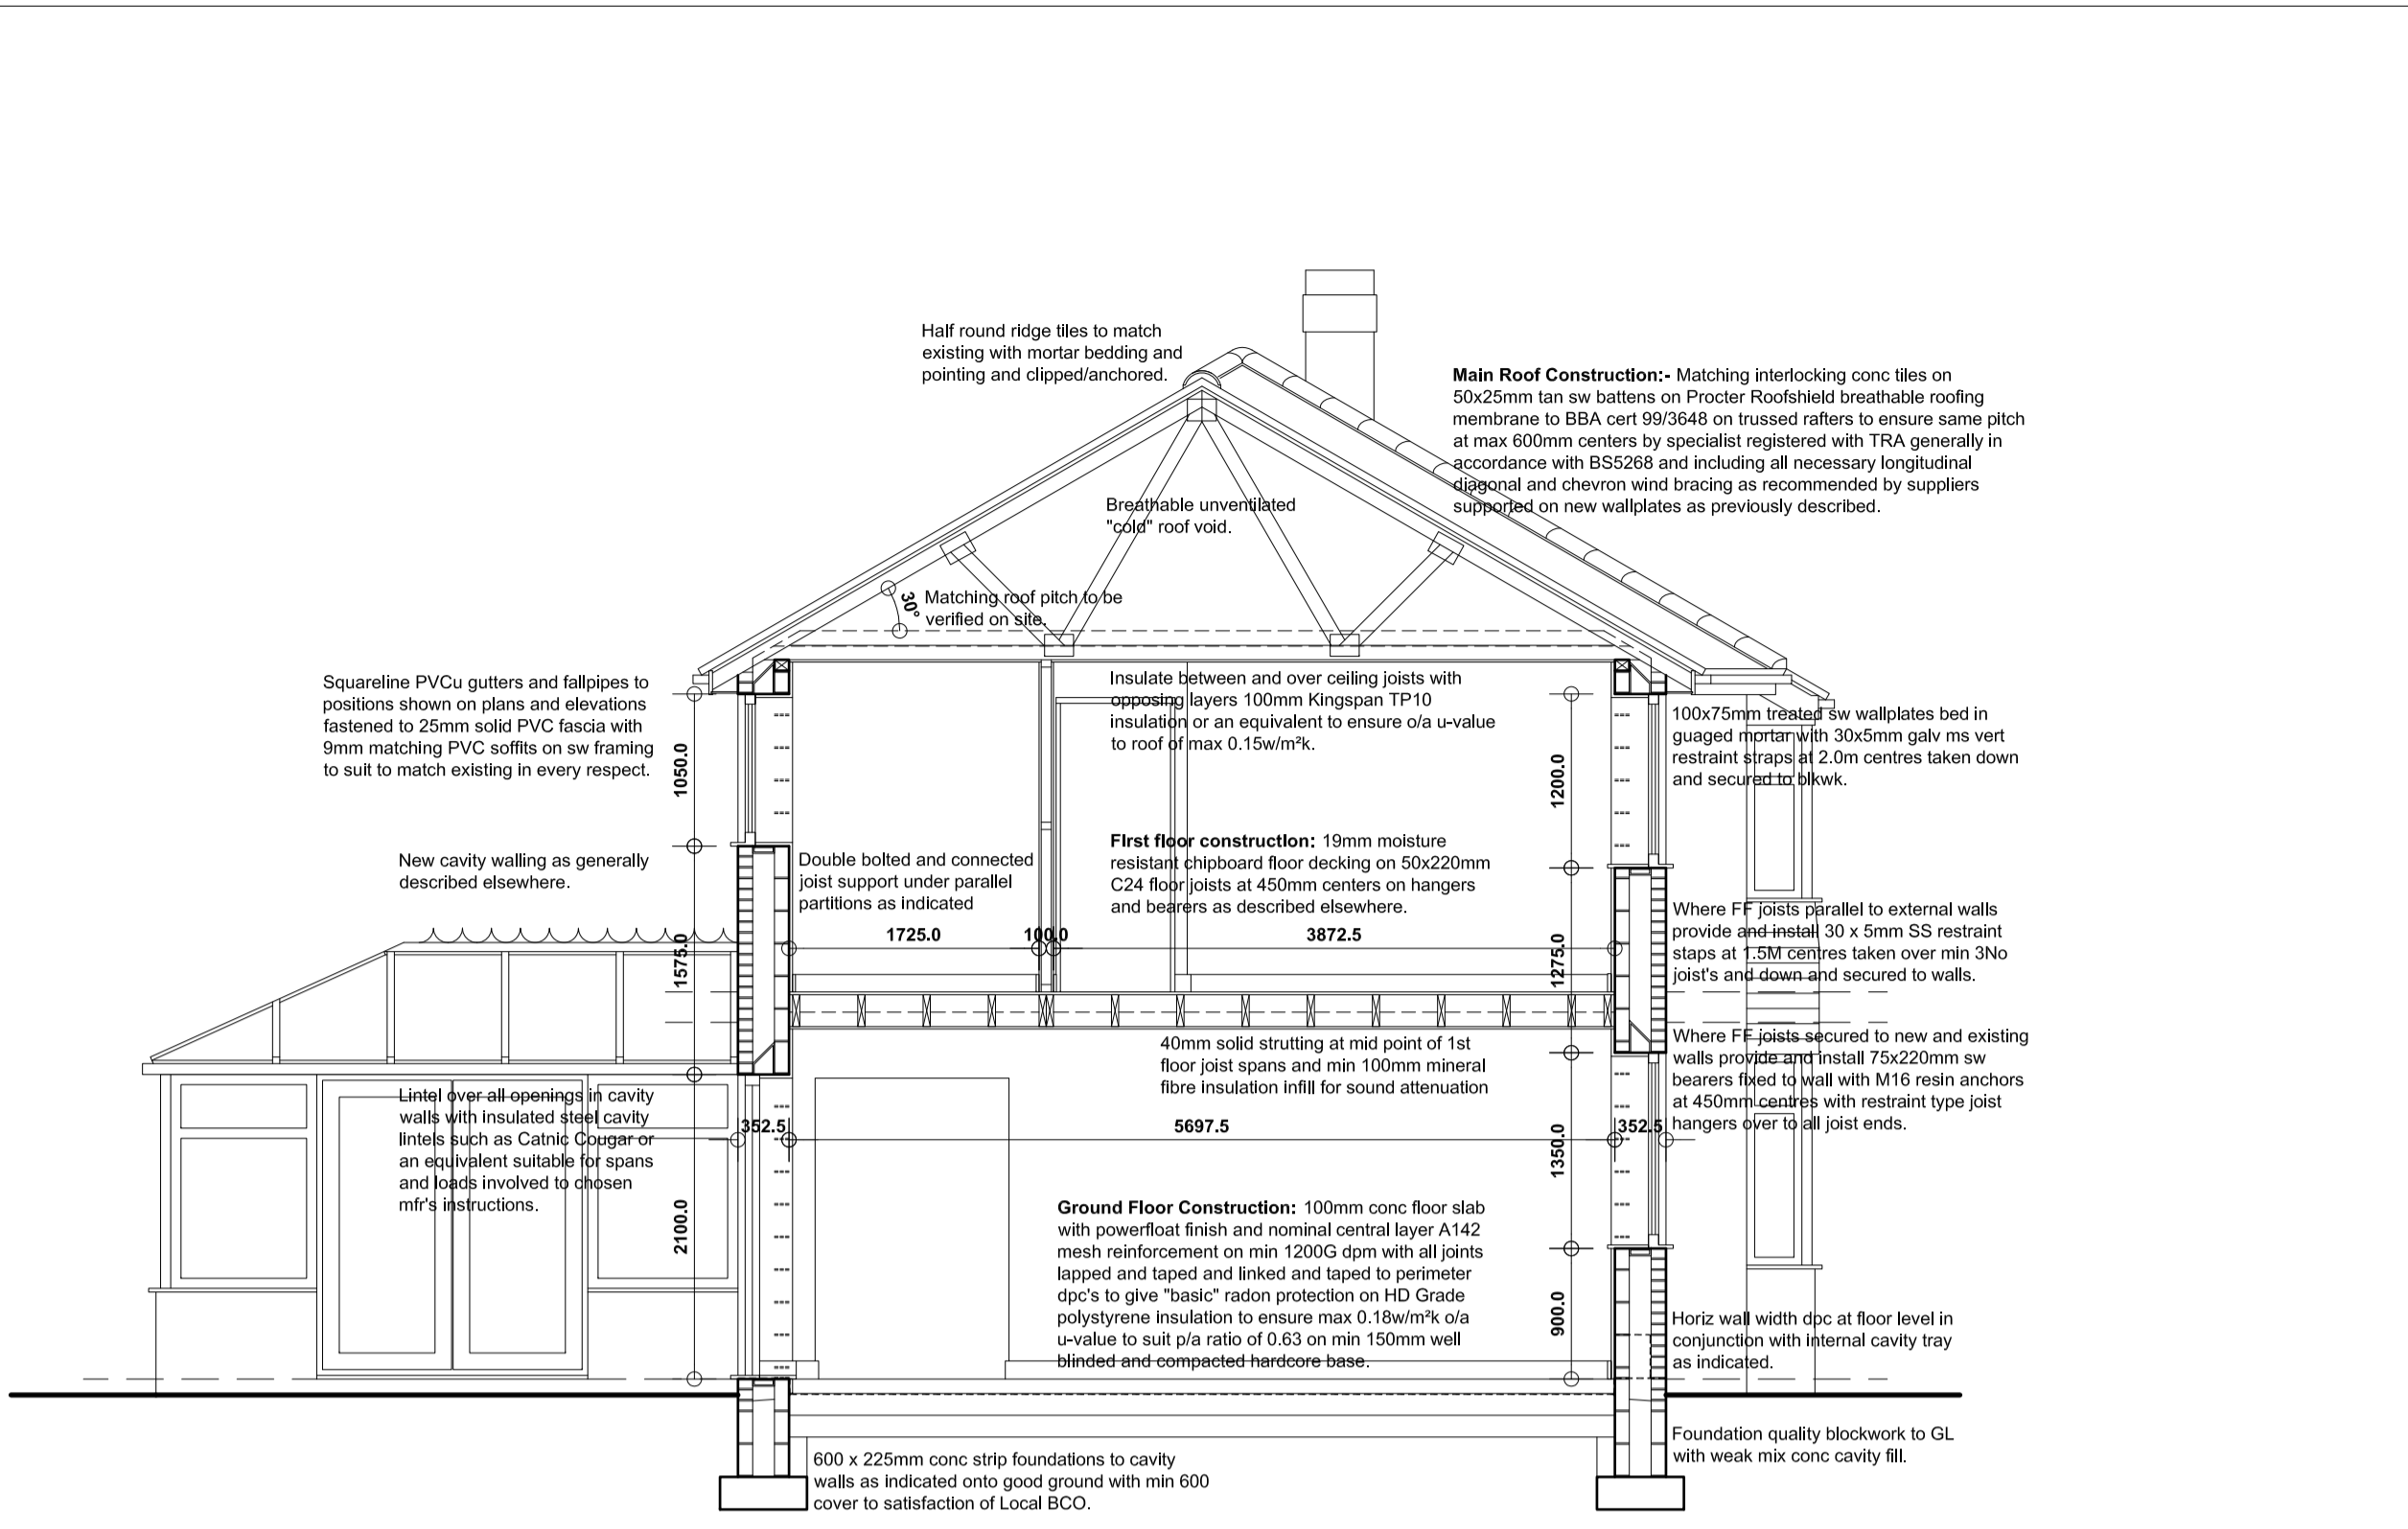 Half round ridge tiles to match
existing with mortar bedding and
pointing and clipped/anchored.
Main Roof Construction:- Matching interlocking conc tiles on
50x25mm tan sw battens on Procter Roofshield breathable roofing
membrane to BBA cert 99/3648 on trussed rafters to ensure same pitch
at max 600mm centers by specialist registered with TRA generally in
accordance with BS5268 and including all necessary longitudinal
diagonal and chevron wind bracing as recommended by suppliers
supported on new wallplates as previously described.
Breathable unventilated
"cold" roof void.
30°
Matching roof pitch to be
verified on site.
Squareline PVCu gutters and fallpipes to
positions shown on plans and elevations
fastened to 25mm solid PVC fascia with
9mm matching PVC soffits on sw framing
to suit to match existing in every respect.
1050.0
Insulate between and over ceiling joists with
opposing layers 100mm Kingspan TP10
insulation or an equivalent to ensure o/a u-value
to roof of max 0.15w/m²k.
1200.0
100x75mm treated sw wallplates bed in
guaged mortar with 30x5mm galv ms vert
restraint straps at 2.0m centres taken down
and secured to blkwk.
New cavity walling as generally
described elsewhere.
Double bolted and connected
joist support under parallel
partitions as indicated
First floor construction: 19mm moisture
resistant chipboard floor decking on 50x220mm
C24 floor joists at 450mm centers on hangers
and bearers as described elsewhere.
1575.0
1725.0
100.0
3872.5
1275.0
Where FF joists parallel to external walls
provide and install 30 x 5mm SS restraint
staps at 1.5M centres taken over min 3No
joist's and down and secured to walls.
40mm solid strutting at mid point of 1st
floor joist spans and min 100mm mineral
fibre insulation infill for sound attenuation
Where FF joists secured to new and existing
walls provide and install 75x220mm sw
bearers fixed to wall with M16 resin anchors
at 450mm centres with restraint type joist
hangers over to all joist ends.
Lintel over all openings in cavity
walls with insulated steel cavity
lintels such as Catnic Cougar or
an equivalent suitable for spans
and loads involved to chosen
mfr's instructions.
352.5
5697.5
352.5
2100.0
1350.0
Ground Floor Construction: 100mm conc floor slab
with powerfloat finish and nominal central layer A142
mesh reinforcement on min 1200G dpm with all joints
lapped and taped and linked and taped to perimeter
dpc's to give "basic" radon protection on HD Grade
polystyrene insulation to ensure max 0.18w/m²k o/a
u-value to suit p/a ratio of 0.63 on min 150mm well
blinded and compacted hardcore base.
900.0
Horiz wall width dpc at floor level in
conjunction with internal cavity tray
as indicated.
Foundation quality blockwork to GL
with weak mix conc cavity fill.
600 x 225mm conc strip foundations to cavity
walls as indicated onto good ground with min 600
cover to satisfaction of Local BCO.